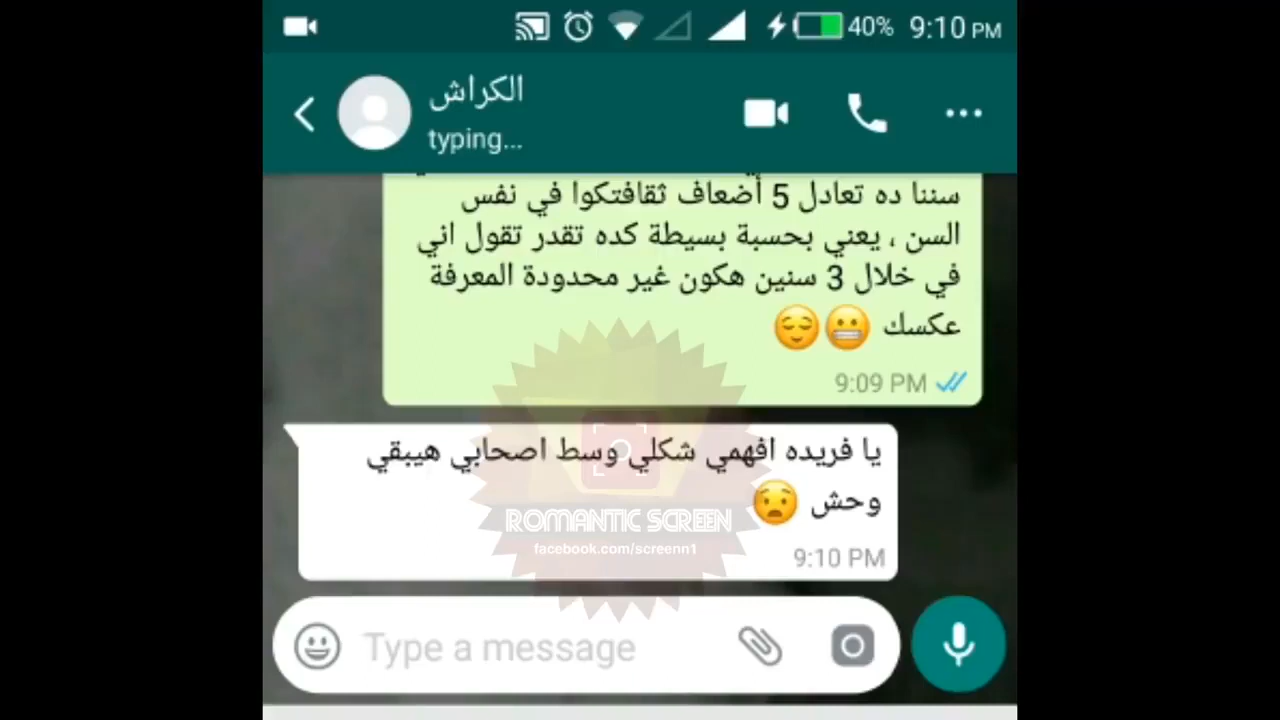 40% 9:10 PM
الكراش
typing...
سننا ده تعادل 5 أضعاف ثقافتكوا في نفس
السن ، يعني بحسبة بسيطة كده تقدر تقول اني
في خلال 3 سنين هكون غير محدودة المعرفة
عكسك 😬😌
9:09 PM
يا فريده افهمي شكلي وسط اصحابي هيبقي
وحش 😧
9:10 PM
ROMANTIC SCREEN
facebook.com/screenn1
Type a message